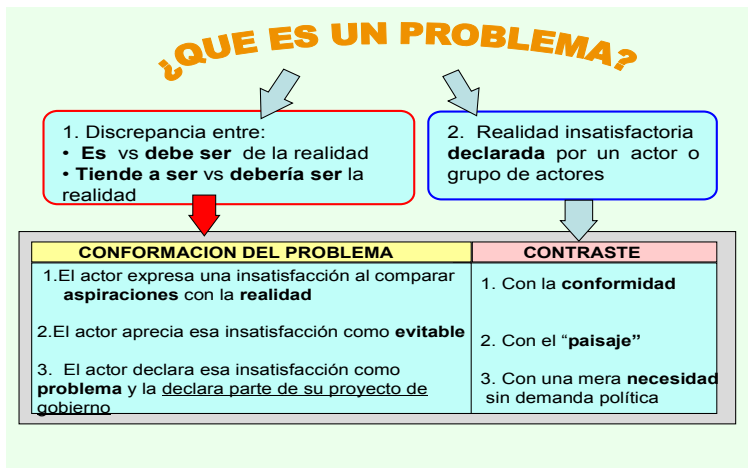 ¿QUE ES UN PROBLEMA?
1. Discrepancia entre:
• Es vs debe ser de la realidad
• Tiende a ser vs debería ser la
realidad
2. Realidad insatisfactoria
declarada por un actor o
grupo de actores
CONFORMACION DEL PROBLEMA
1.El actor expresa una insatisfacción al comparar
aspiraciones con la realidad
2.El actor aprecia esa insatisfacción como evitable
3. El actor declara esa insatisfacción como
problema y la declara parte de su proyecto de
gobierno
CONTRASTE
1. Con la conformidad
2. Con el “paisaje”
3. Con una mera necesidad
sin demanda política